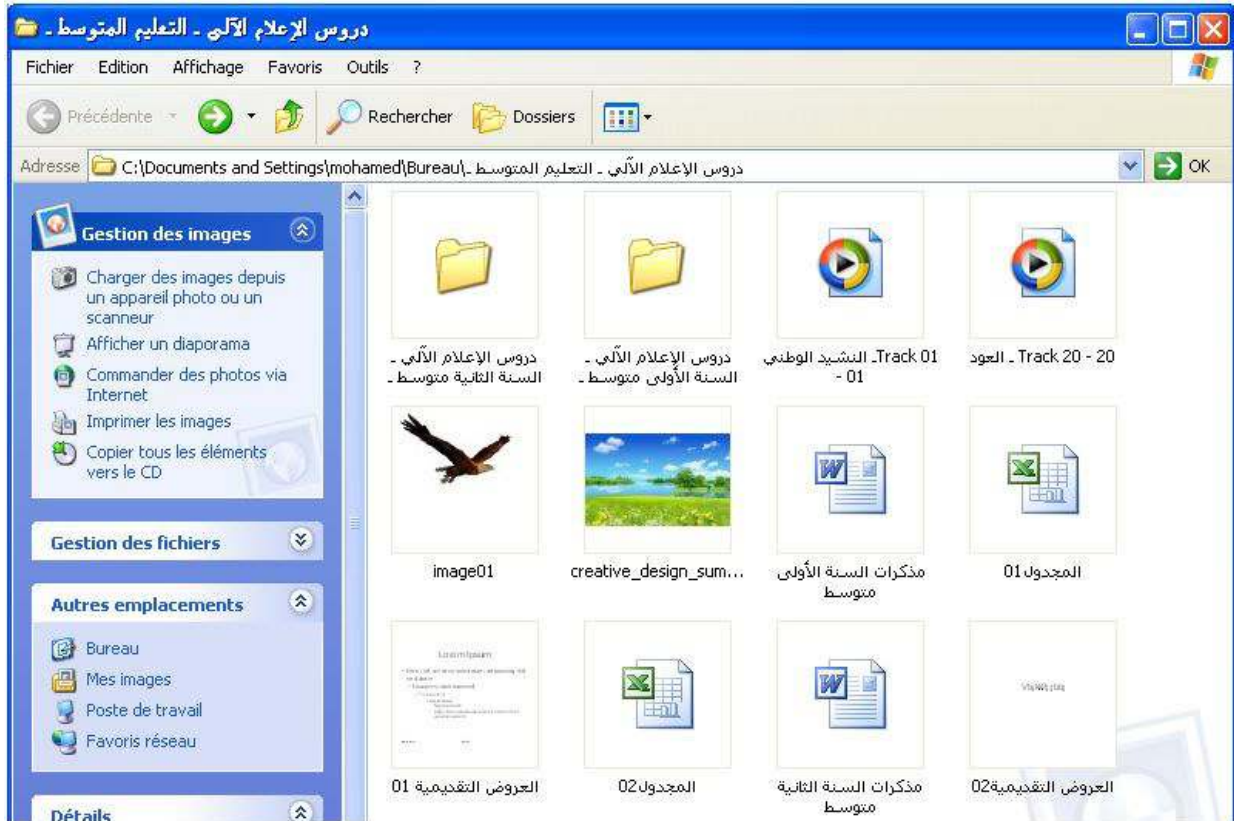 دروس الإعلام الآلي ـ التعليم المتوسط ـ
Fichier Edition Affichage Favoris Outils ?
Précédente Rechercher Dossiers
Adresse C:\Documents and Settings\mohamed\Bureau\دروس الإعلام الآلي ـ التعليم المتوسط ـ OK
Gestion des images
Charger des images depuis
un appareil photo ou un
scanneur
Afficher un diaporama
Commander des photos via
Internet
Imprimer les images
Copier tous les éléments
vers le CD
Gestion des fichiers
Autres emplacements
Bureau
Mes images
Poste de travail
Favoris réseau
Détails
دروس الإعلام الآلي ـ
السنة الثانية متوسط ـ
دروس الإعلام الآلي ـ
السنة الأولى متوسط ـ
Track 01ـ النشيد الوطني
- 01
Track 20 - 20 ـ العود
image01
creative_design_sum...
مذكرات السنة الأولى
متوسط
المجدول01
Lorem Ipsum
العروض التقديمية 01
المجدول02
مذكرات السنة الثانية
متوسط
العروض التقديمية02